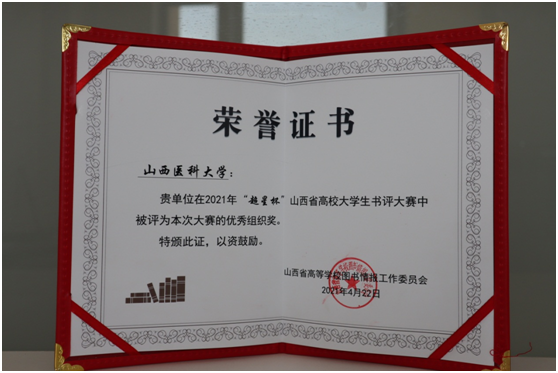 荣誉证书
山西医科大学：
贵单位在2021年“超星杯”山西省高校大学生书评大赛中
被评为本次大赛的优秀组织奖。
特颁此证，以资鼓励。
山西省高等学校图书情报工作委员会
2021年4月22日